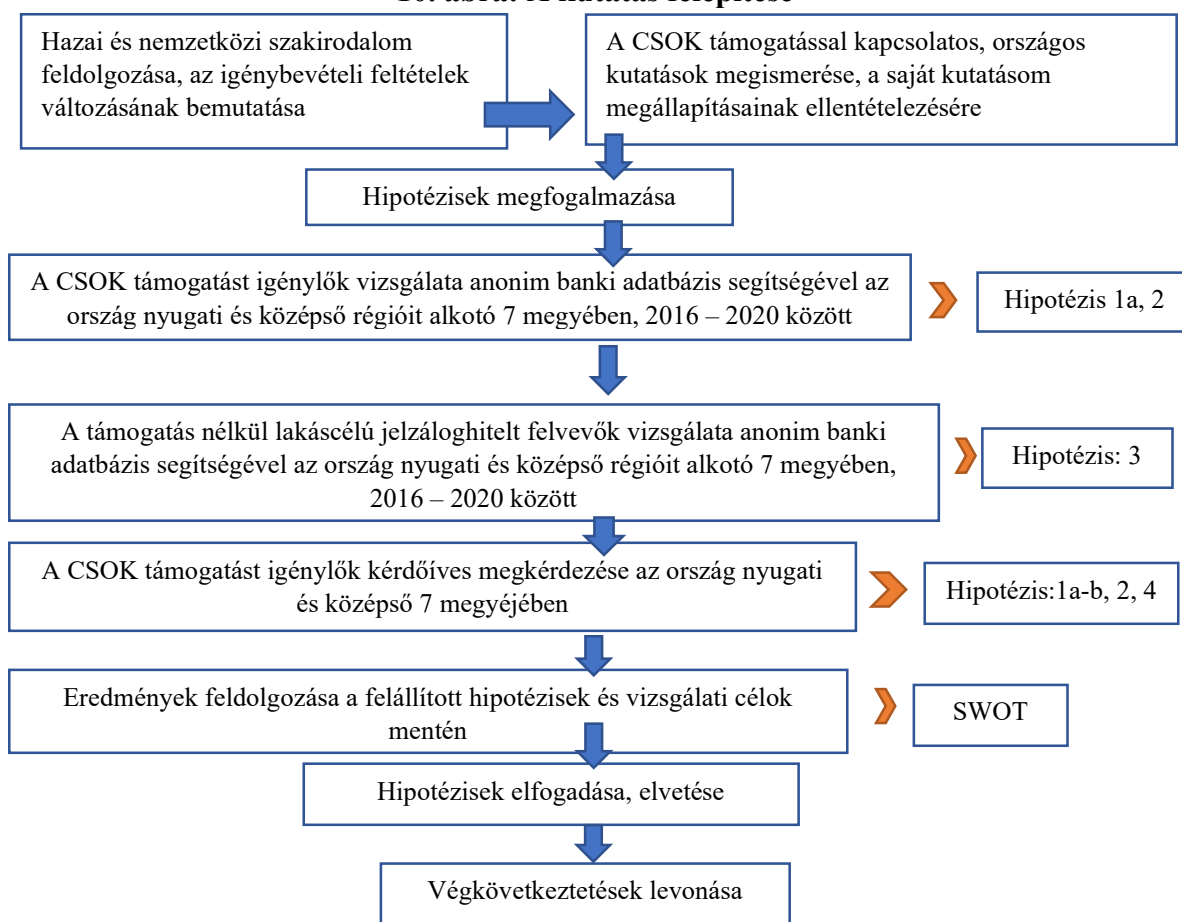 Hazai és nemzetközi szakirodalom
feldolgozása, az igénybevételi feltételek
változásának bemutatása
A CSOK támogatással kapcsolatos, országos
kutatások megismerése, a saját kutatásom
megállapításainak ellentételezésére
Hipotézisek megfogalmazása
A CSOK támogatást igénylők vizsgálata anonim banki adatbázis segítségével az
ország nyugati és középső régióit alkotó 7 megyében, 2016 – 2020 között
Hipotézis 1a, 2
A támogatás nélkül lakáscélú jelzáloghitelt felvevők vizsgálata anonim banki
adatbázis segítségével az ország nyugati és középső régióit alkotó 7 megyében,
2016 – 2020 között
Hipotézis: 3
A CSOK támogatást igénylők kérdőíves megkérdezése az ország nyugati
és középső 7 megyéjében
Hipotézis:1a-b, 2, 4
Eredmények feldolgozása a felállított hipotézisek és vizsgálati célok
mentén
SWOT
Hipotézisek elfogadása, elvetése
Végkövetkeztetések levonása